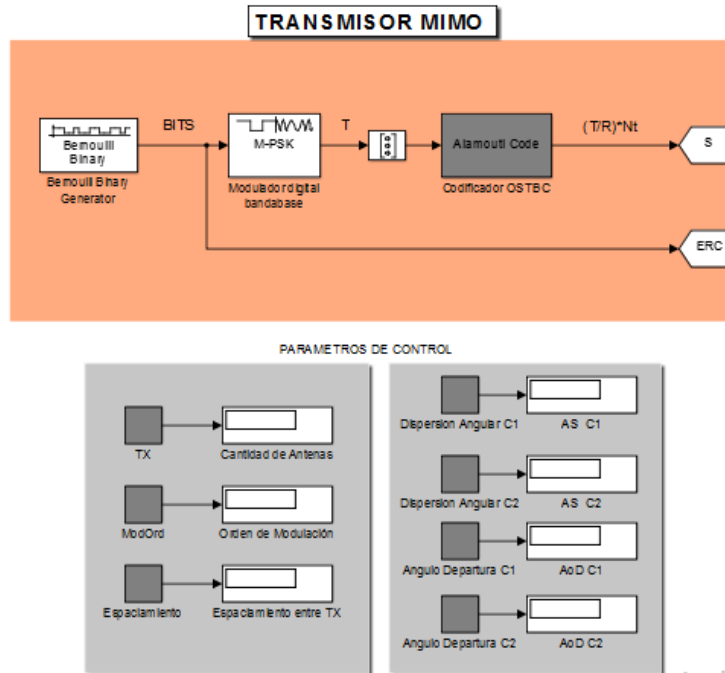 TRANSMISOR MIMO
BITS
T
(T/R)*Nt
Bernoulli
Binary
M-PSK
Alamouti Code
S
Bernoulli Binary
Generator
Modulador digital
bandabase
Codificador OSTBC
ERC
PARAMETROS DE CONTROL
TX
Cantidad de Antenas
ModOrd
Orden de Modulación
Espaciamiento
Espaciamiento entre TX
Dispersion Angular C1
AS C1
Dispersion Angular C2
AS C2
Angulo Departura C1
AoD C1
Angulo Departura C2
AoD C2